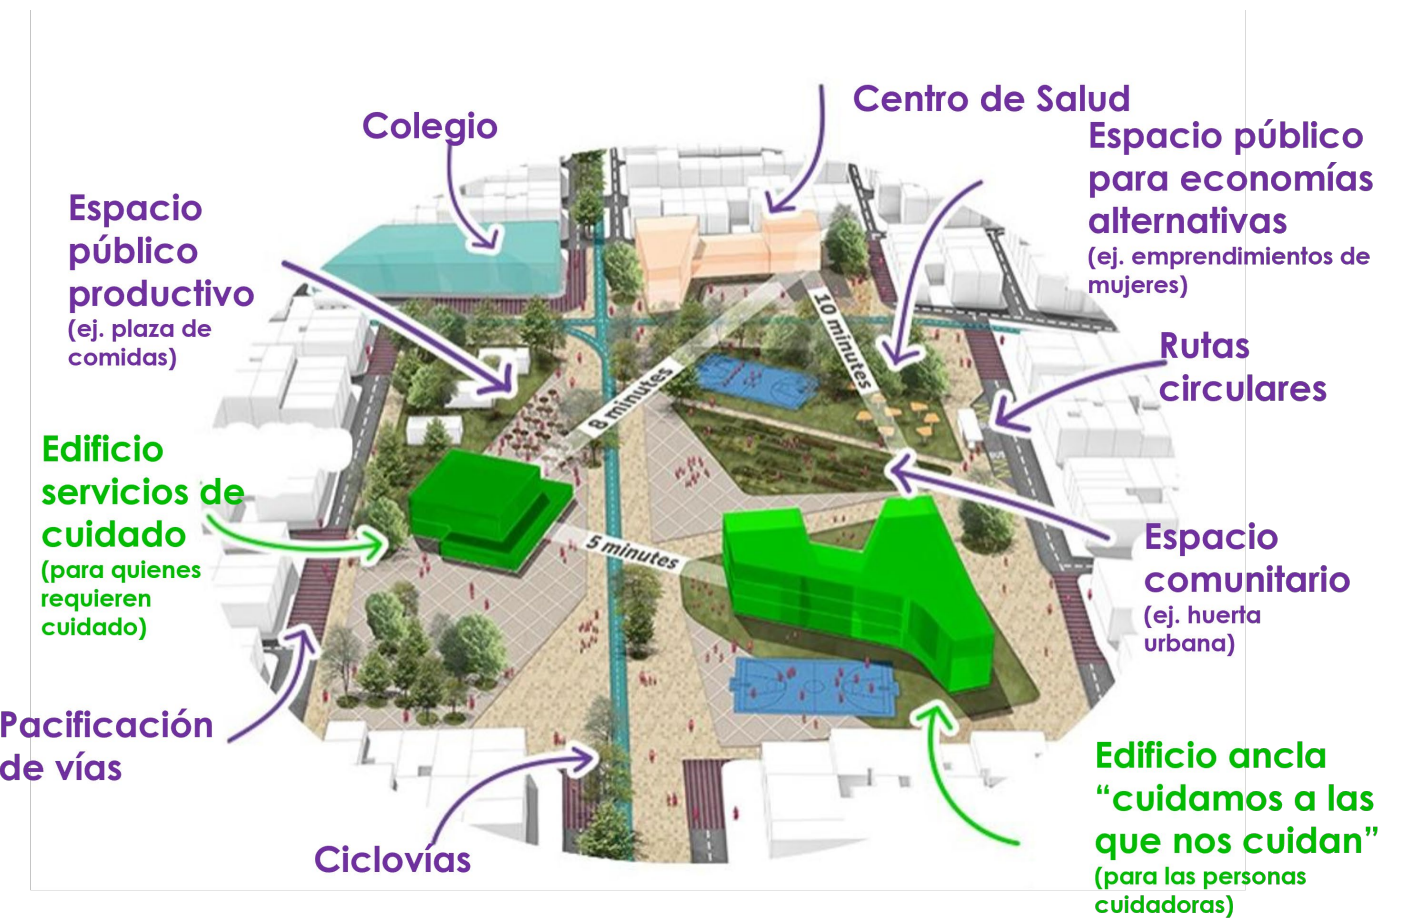 Colegio
Centro de Salud
Espacio público
para economías
alternativas
(ej. emprendimientos de
mujeres)
Espacio
público
productivo
(ej. plaza de
comidas)
10 minutes
Rutas
circulares
8 minutes
Edificio
servicios de
cuidado
(para quienes
requieren
cuidado)
BUS
5 minutes
Espacio
comunitario
(ej. huerta
urbana)
Pacificación
de vías
Edificio ancla
“cuidamos a las
que nos cuidan”
(para las personas
cuidadoras)
Ciclovías